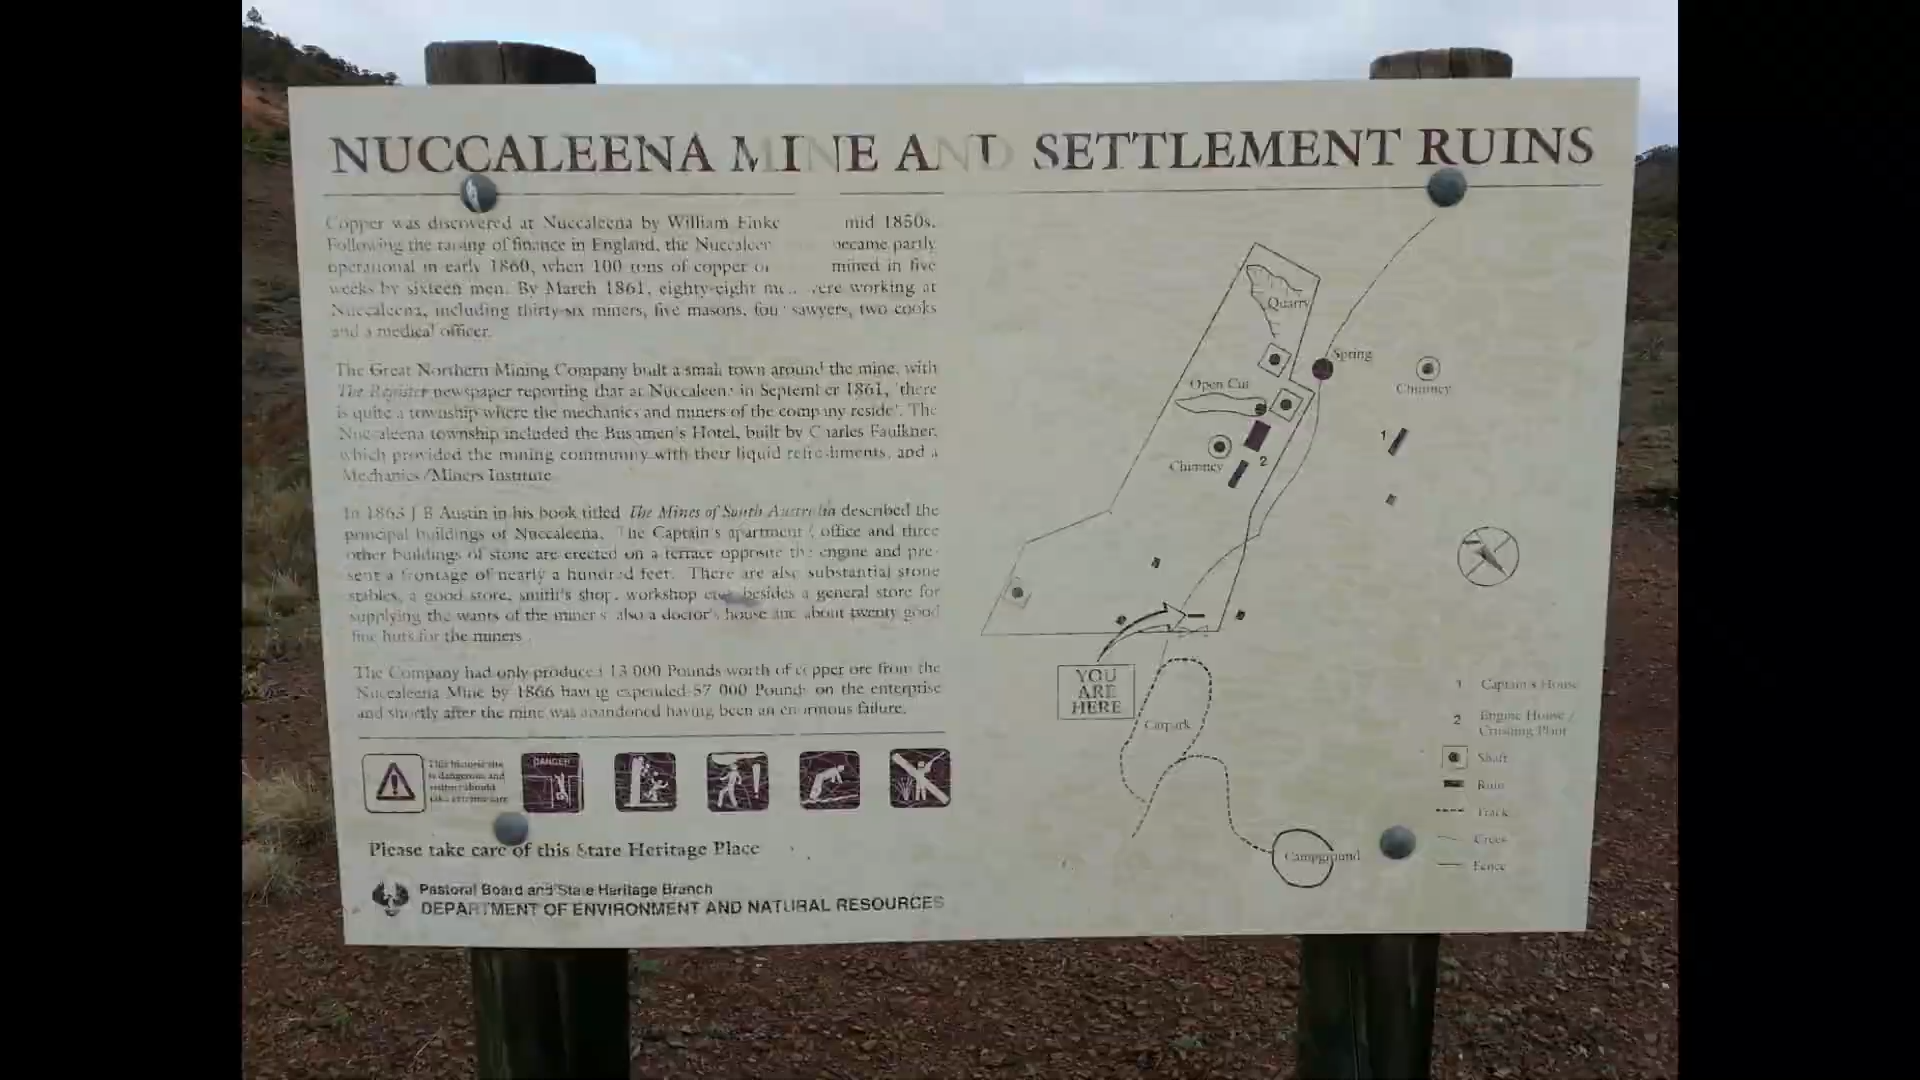 NUCCALEENA MINE AND SETTLEMENT RUINS
Copper was discovered at Nuccaleena by William Finke mid 1850s.
Following the raising of finance in England, the Nuccaleen became partly
operational in early 1860, when 100 tons of copper or mined in five
weeks by sixteen men. By March 1861, eighty-eight me.. were working at
Nuccaleena, including thirty-six miners, five masons, four sawyers, two cooks
and a medical officer.
The Great Northern Mining Company built a small town around the mine, with
The Register newspaper reporting that at Nuccaleena in September 1861, 'there
is quite a township where the mechanics and miners of the company reside'. The
Nuccaleena township included the Bushmen's Hotel, built by Charles Faulkner,
which provided the mining community with their liquid refreshments, and a
Mechanics/Miners Institute
In 1863 J B Austin in his book titled The Mines of South Australia described the
principal buildings of Nuccaleena. The Captain's apartment, office and three
other buildings of stone are erected on a terrace opposite the engine and pre-
sent a frontage of nearly a hundred feet. There are also substantial stone
stables, a good store, smith's shop, workshop etc. besides a general store for
supplying the wants of the miners also a doctor's house and about twenty good
fine huts for the miners.
The Company had only produced 13 000 Pounds worth of copper ore from the
Nuccaleena Mine by 1866 having expended 57 000 Pounds on the enterprise
and shortly after the mine was abandoned having been an enormous failure.
This historic site
is dangerous and
visitors should
take extreme care
DANGER
Please take care of this State Heritage Place
Pastoral Board and State Heritage Branch
DEPARTMENT OF ENVIRONMENT AND NATURAL RESOURCES
Quarry
Spring
Chimney
Open Cut
1
2
Chimney
YOU
ARE
HERE
Carpark
Campground
1 Captain's House
2 Engine House /
Crushing Plant
Shaft
Ruin
Track
Creek
Fence